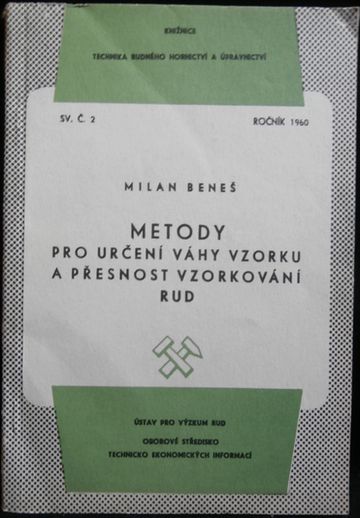 KNIŽNICE
TECHNIKA RUDNÉHO HORNICTVÍ A ÚPRAVNICTVÍ
SV. Č. 2
ROČNÍK 1960
MILAN BENEŠ
METODY
PRO URČENÍ VÁHY VZORKU
A PŘESNOST VZORKOVÁNÍ
RUD
ÚSTAV PRO VÝZKUM RUD
OBOROVÉ STŘEDISKO
TECHNICKO EKONOMICKÝCH INFORMACÍ